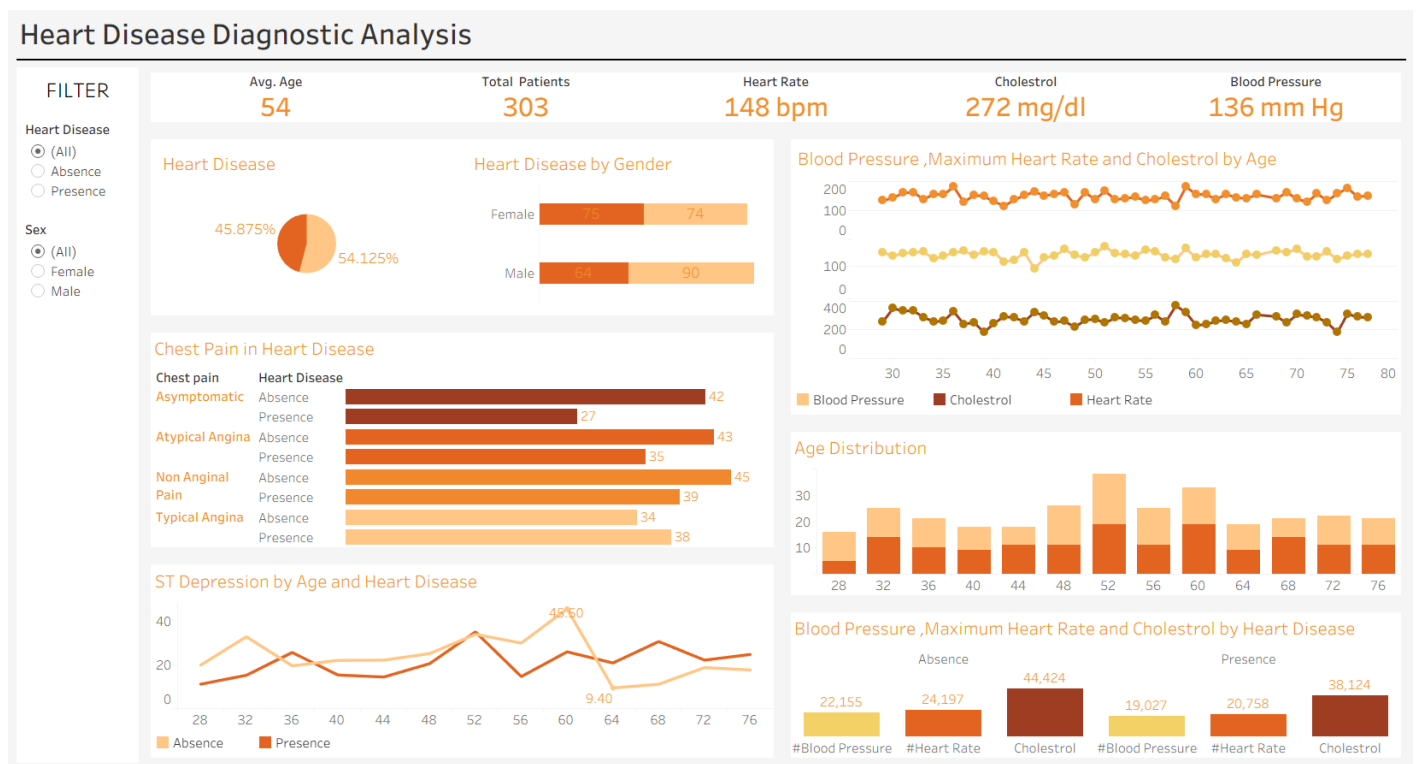 Heart Disease Diagnostic Analysis
FILTER
Heart Disease
(All)
Absence
Presence
Sex
(All)
Female
Male
Avg. Age
54
Total Patients
303
Heart Rate
148 bpm
Cholestrol
272 mg/dl
Blood Pressure
136 mm Hg
Heart Disease
45.875%
54.125%
Heart Disease by Gender
Female 75 74
Male 64 90
Chest Pain in Heart Disease
Chest pain Heart Disease
Asymptomatic Absence 42
Presence 27
Atypical Angina Absence 43
Presence 35
Non Anginal Absence 45
Pain Presence 39
Typical Angina Absence 34
Presence 38
ST Depression by Age and Heart Disease
40
20
0
45.50
9.40
28 32 36 40 44 48 52 56 60 64 68 72 76
Absence Presence
Blood Pressure ,Maximum Heart Rate and Cholestrol by Age
200
100
0
100
0
400
200
0
30 35 40 45 50 55 60 65 70 75 80
Blood Pressure Cholestrol Heart Rate
Age Distribution
30
20
10
28 32 36 40 44 48 52 56 60 64 68 72 76
Blood Pressure ,Maximum Heart Rate and Cholestrol by Heart Disease
Absence Presence
22,155 24,197 44,424 19,027 20,758 38,124
#Blood Pressure #Heart Rate Cholestrol #Blood Pressure #Heart Rate Cholestrol